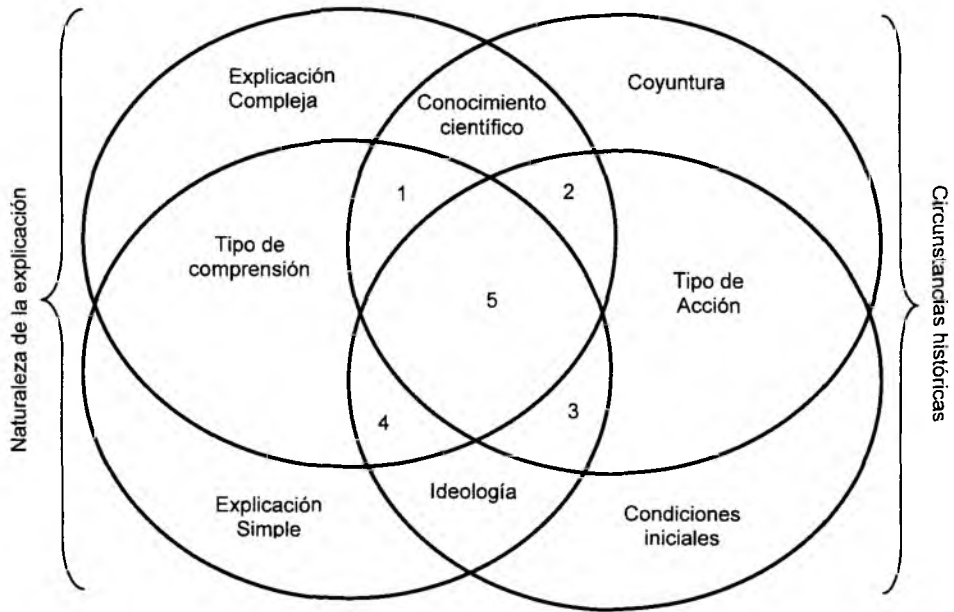 Explicación
Compleja
Conocimiento
científico
Coyuntura
1
2
Tipo de
comprensión
5
Tipo de
Acción
4
3
Explicación
Simple
Ideología
Condiciones
iniciales
Naturaleza de la explicación
Circunstancias históricas